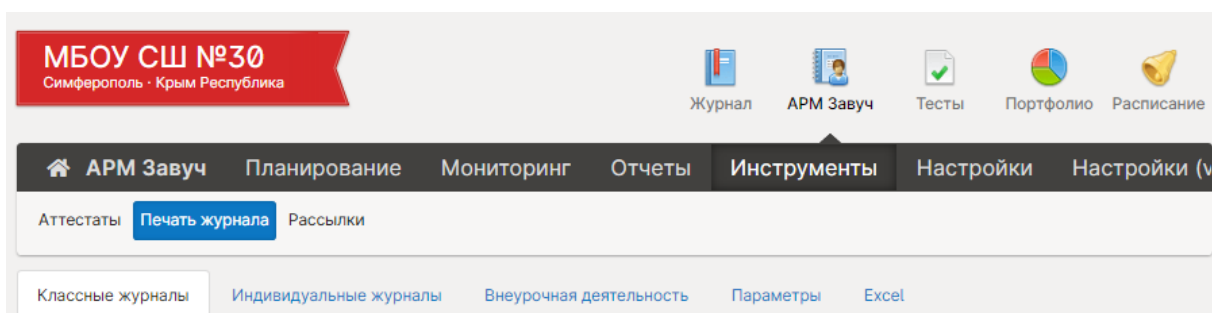 МБОУ СШ №30
Симферополь · Крым Республика
Журнал АРМ Завуч Тесты Портфолио Расписание
АРМ Завуч Планирование Мониторинг Отчеты Инструменты Настройки Настройки (v
Аттестаты Печать журнала Рассылки
Классные журналы Индивидуальные журналы Внеурочная деятельность Параметры Excel